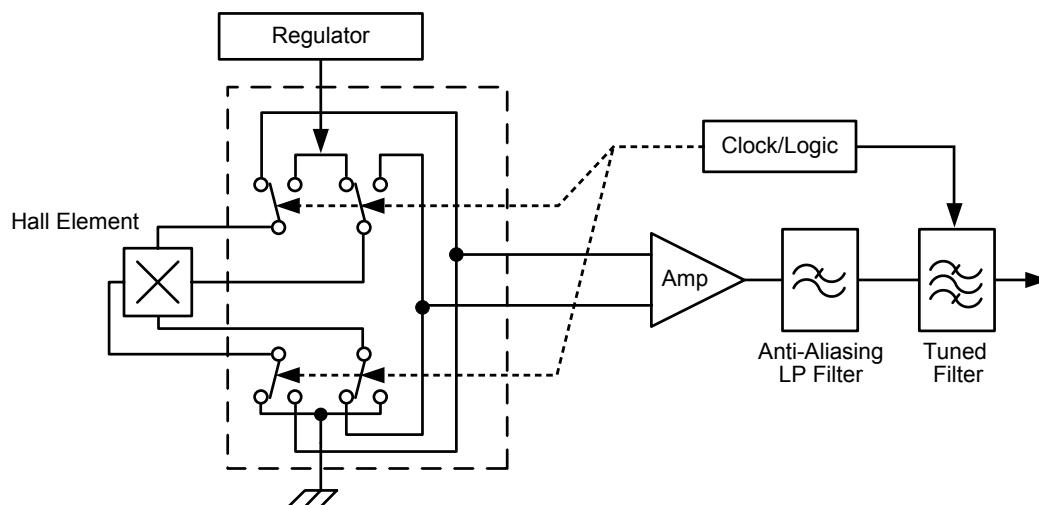 Regulator
Clock/Logic
Hall Element
Amp
Anti-Aliasing
LP Filter
Tuned
Filter